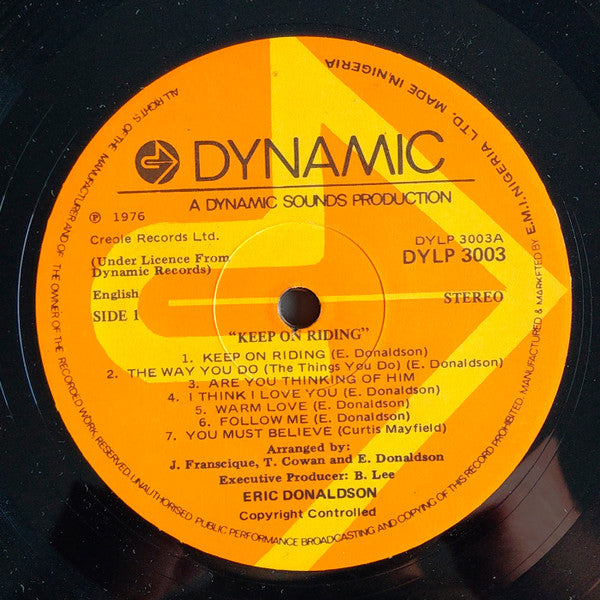 DYNAMIC
A DYNAMIC SOUNDS PRODUCTION
℗ 1976
Creole Records Ltd.
(Under Licence From
Dynamic Records)
English
SIDE 1
DYLP 3003A
DYLP 3003
STEREO
"KEEP ON RIDING"
1. KEEP ON RIDING (E. Donaldson)
2. THE WAY YOU DO (The Things You Do) (E. Donaldson)
3. ARE YOU THINKING OF HIM
4. I THINK I LOVE YOU (E. Donaldson)
5. WARM LOVE (E. Donaldson)
6. FOLLOW ME (E. Donaldson)
7. YOU MUST BELIEVE (Curtis Mayfield)
Arranged by:
J. Franscique, T. Cowan and E. Donaldson
Executive Producer: B. Lee
ERIC DONALDSON
Copyright Controlled
ALL RIGHTS OF THE MANUFACTURER AND OF THE OWNER OF THE RECORDED WORK RESERVED. UNAUTHORISED PUBLIC PERFORMANCE BROADCASTING AND COPYING OF THIS RECORD PROHIBITED. MANUFACTURED & MARKETED BY E.M.I. NIGERIA LTD. MADE IN NIGERIA